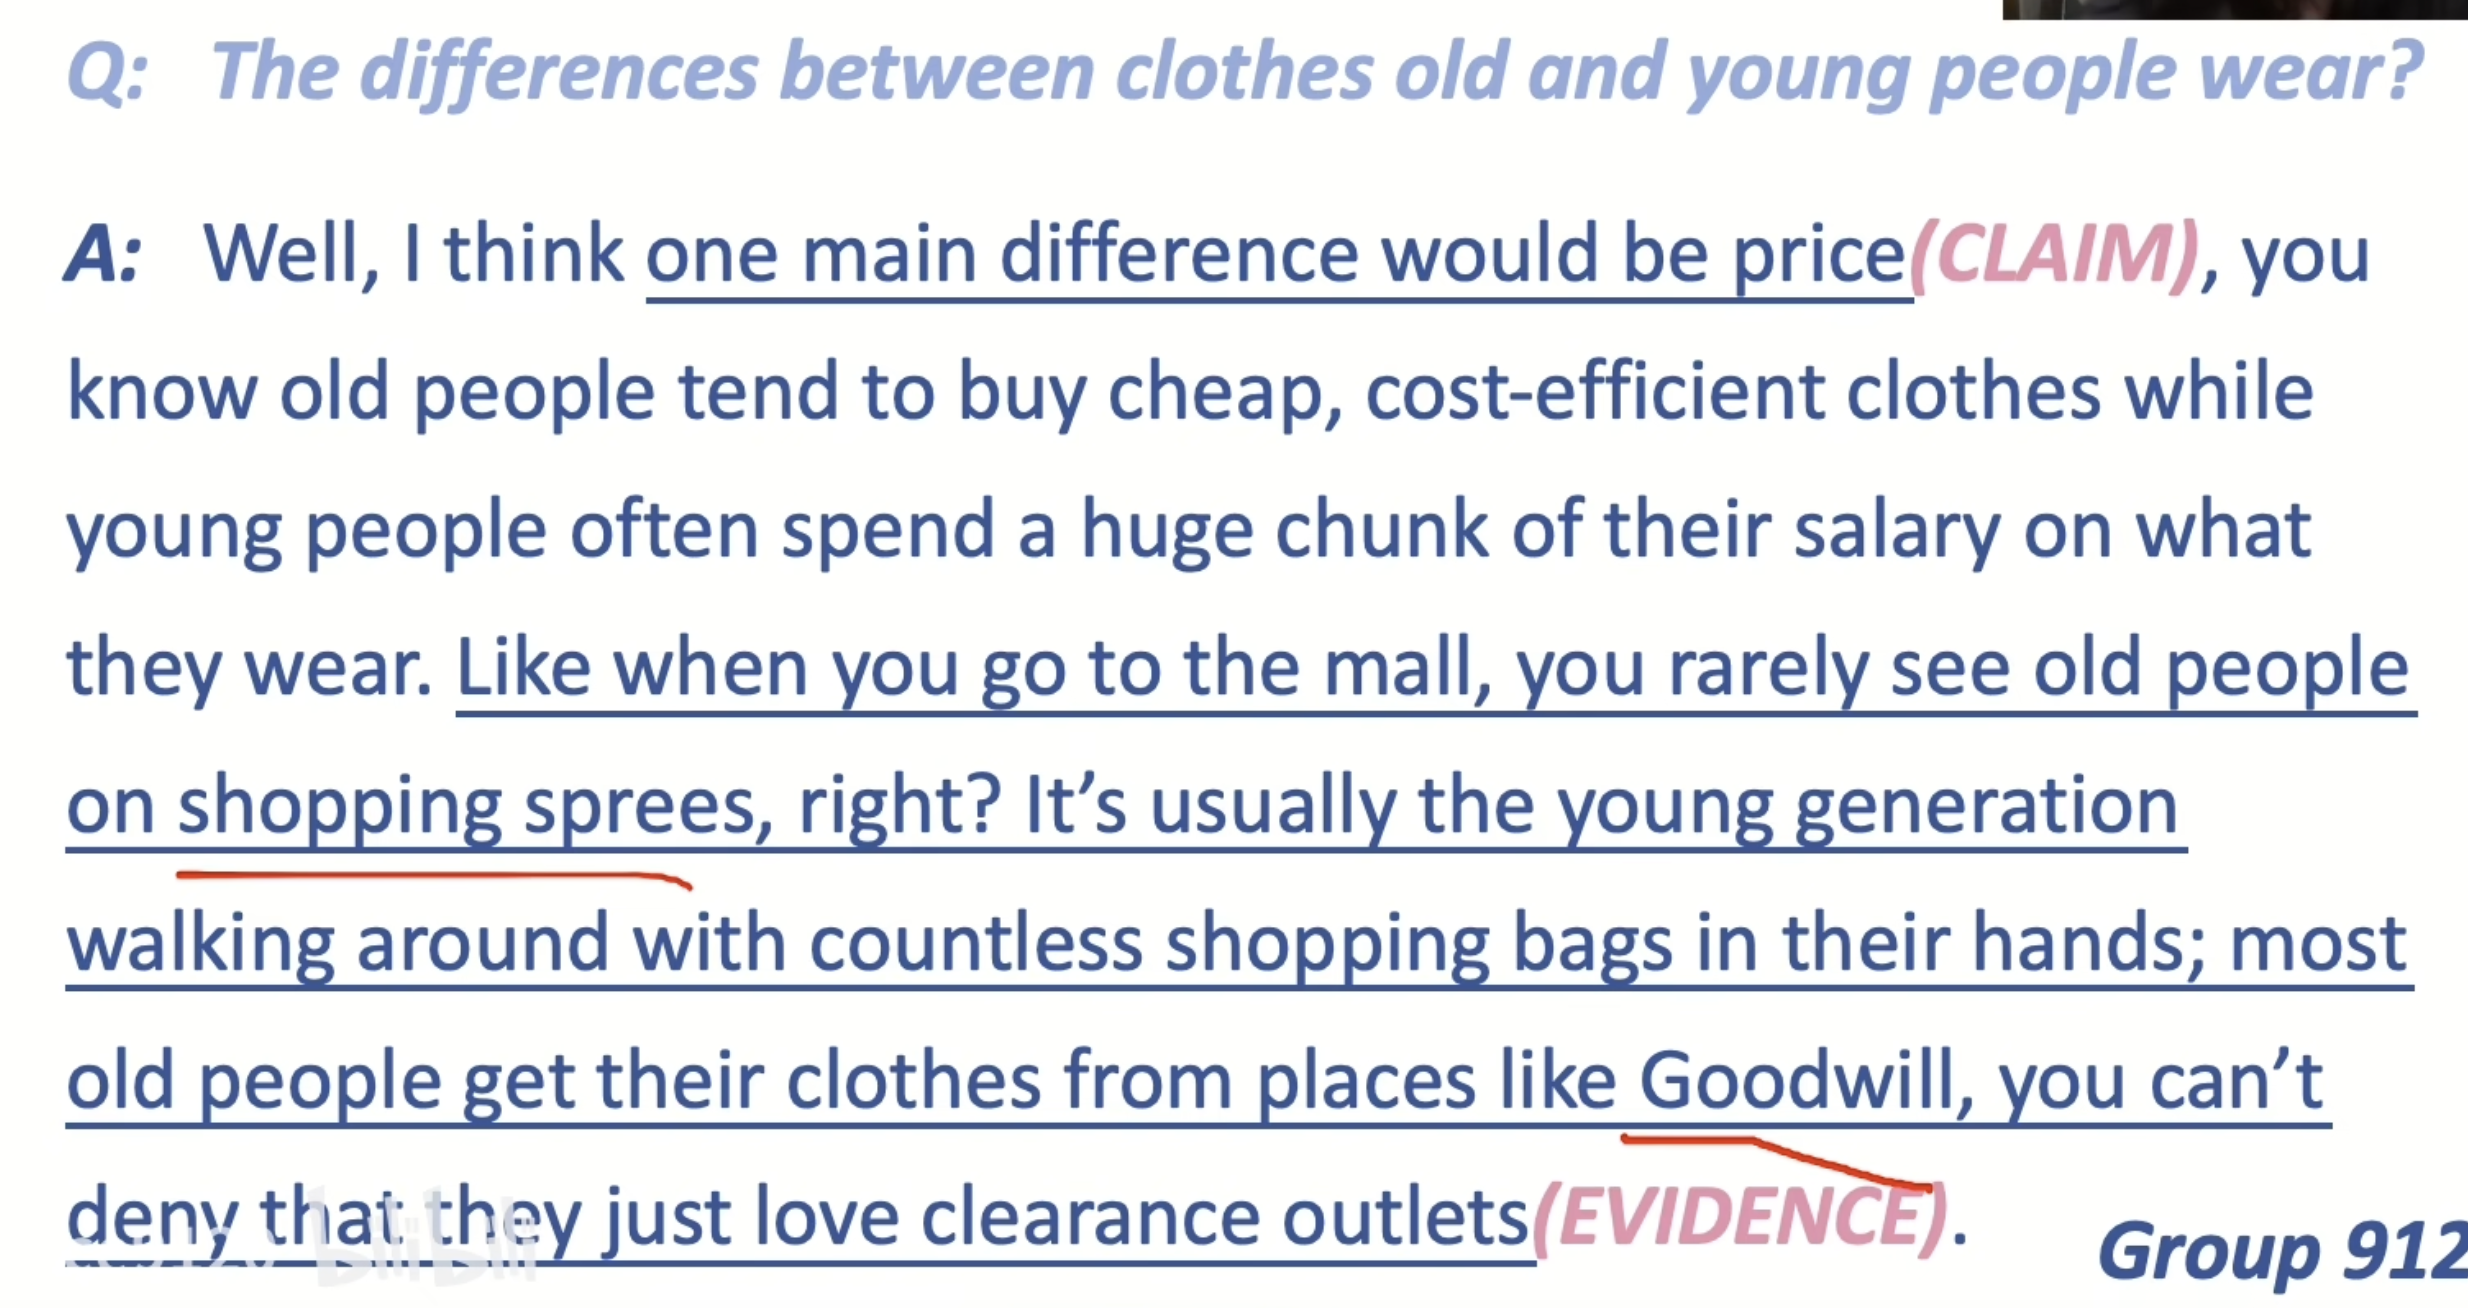 Q: The differences between clothes old and young people wear?
A: Well, I think one main difference would be price(CLAIM), you
know old people tend to buy cheap, cost-efficient clothes while
young people often spend a huge chunk of their salary on what
they wear. Like when you go to the mall, you rarely see old people
on shopping sprees, right? It's usually the young generation
walking around with countless shopping bags in their hands; most
old people get their clothes from places like Goodwill, you can't
deny that they just love clearance outlets(EVIDENCE).
bilibili
Group 912